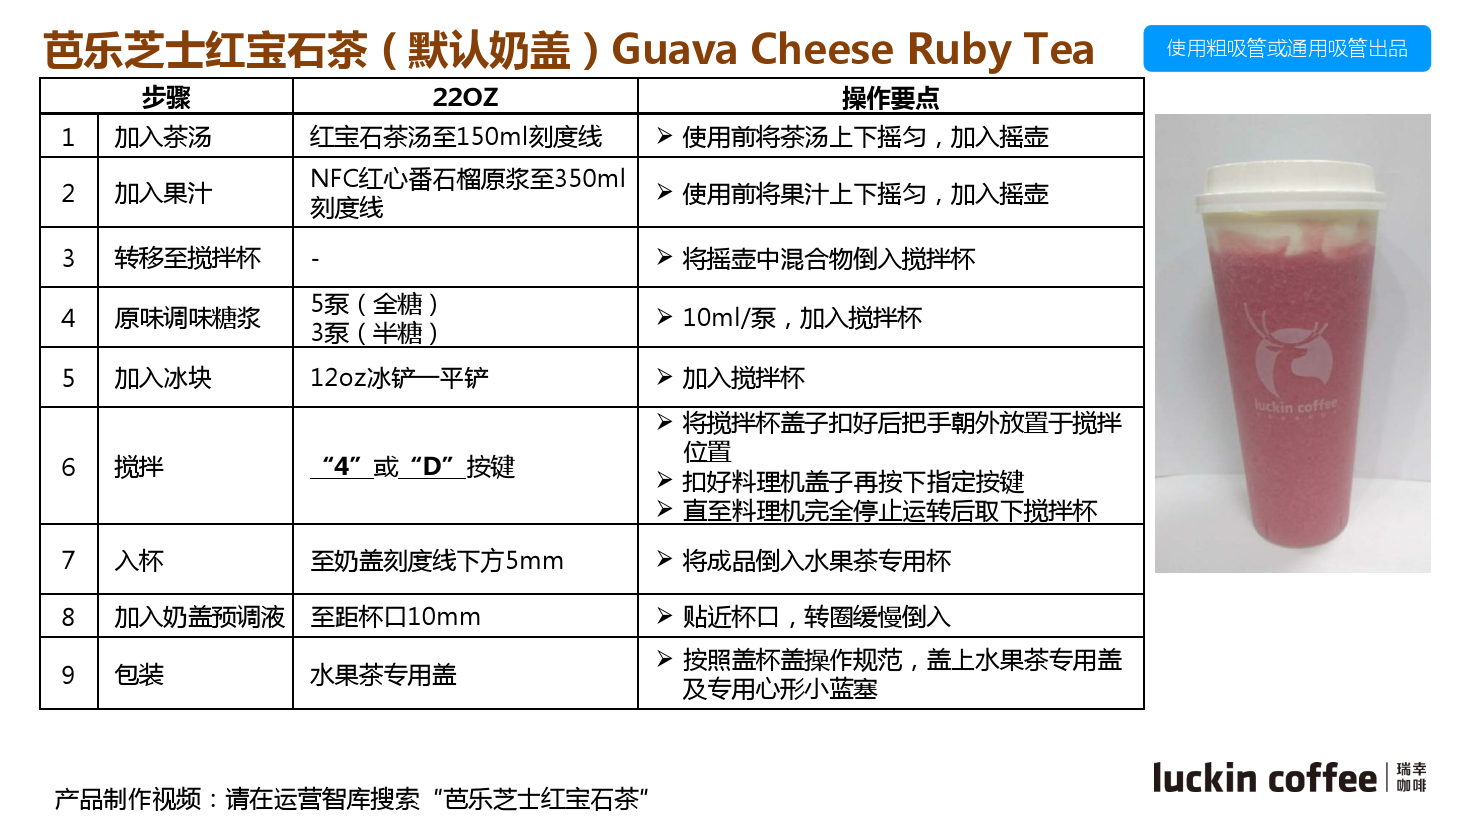 芭乐芝士红宝石茶（默认奶盖）Guava Cheese Ruby Tea
使用粗吸管或通用吸管出品
步骤 22OZ 操作要点
1 加入茶汤 红宝石茶汤至150ml刻度线 ➢ 使用前将茶汤上下摇匀，加入摇壶
2 加入果汁 NFC红心番石榴原浆至350ml
刻度线 ➢ 使用前将果汁上下摇匀，加入摇壶
3 转移至搅拌杯 - ➢ 将摇壶中混合物倒入搅拌杯
4 原味调味糖浆 5泵（全糖）
3泵（半糖） ➢ 10ml/泵，加入搅拌杯
5 加入冰块 12oz冰铲一平铲 ➢ 加入搅拌杯
6 搅拌 “4”或“D”按键 ➢ 将搅拌杯盖子扣好后把手朝外放置于搅拌
位置
➢ 扣好料理机盖子再按下指定按键
➢ 直至料理机完全停止运转后取下搅拌杯
7 入杯 至奶盖刻度线下方5mm ➢ 将成品倒入水果茶专用杯
8 加入奶盖预调液 至距杯口10mm ➢ 贴近杯口，转圈缓慢倒入
9 包装 水果茶专用盖 ➢ 按照盖杯盖操作规范，盖上水果茶专用盖
及专用心形小蓝塞
luckin coffee
产品制作视频：请在运营智库搜索“芭乐芝士红宝石茶“
luckin coffee 瑞幸
咖啡